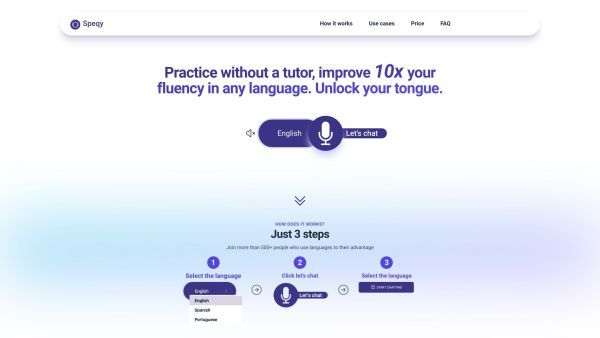 Speqy
How it works
Use cases
Price
FAQ
Practice without a tutor, improve 10x your
fluency in any language. Unlock your tongue.
English
Let's chat
HOW DOES IT WORKS?
Just 3 steps
Join more than 500+ people who use languages to their advantage
1
2
3
Select the language
Click let's chat
Select the language
English
English
Spanish
Portuguese
Let's chat
START CHATTING